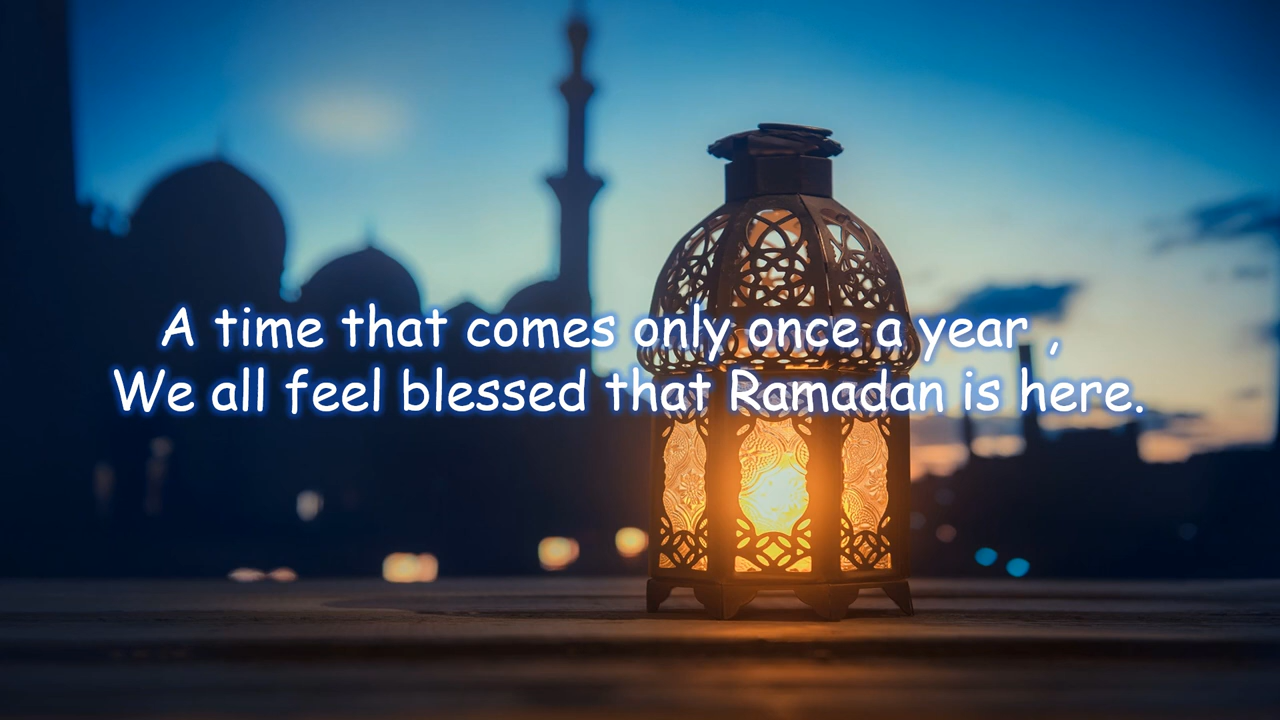 A time that comes only once a year ,
We all feel blessed that Ramadan is here.